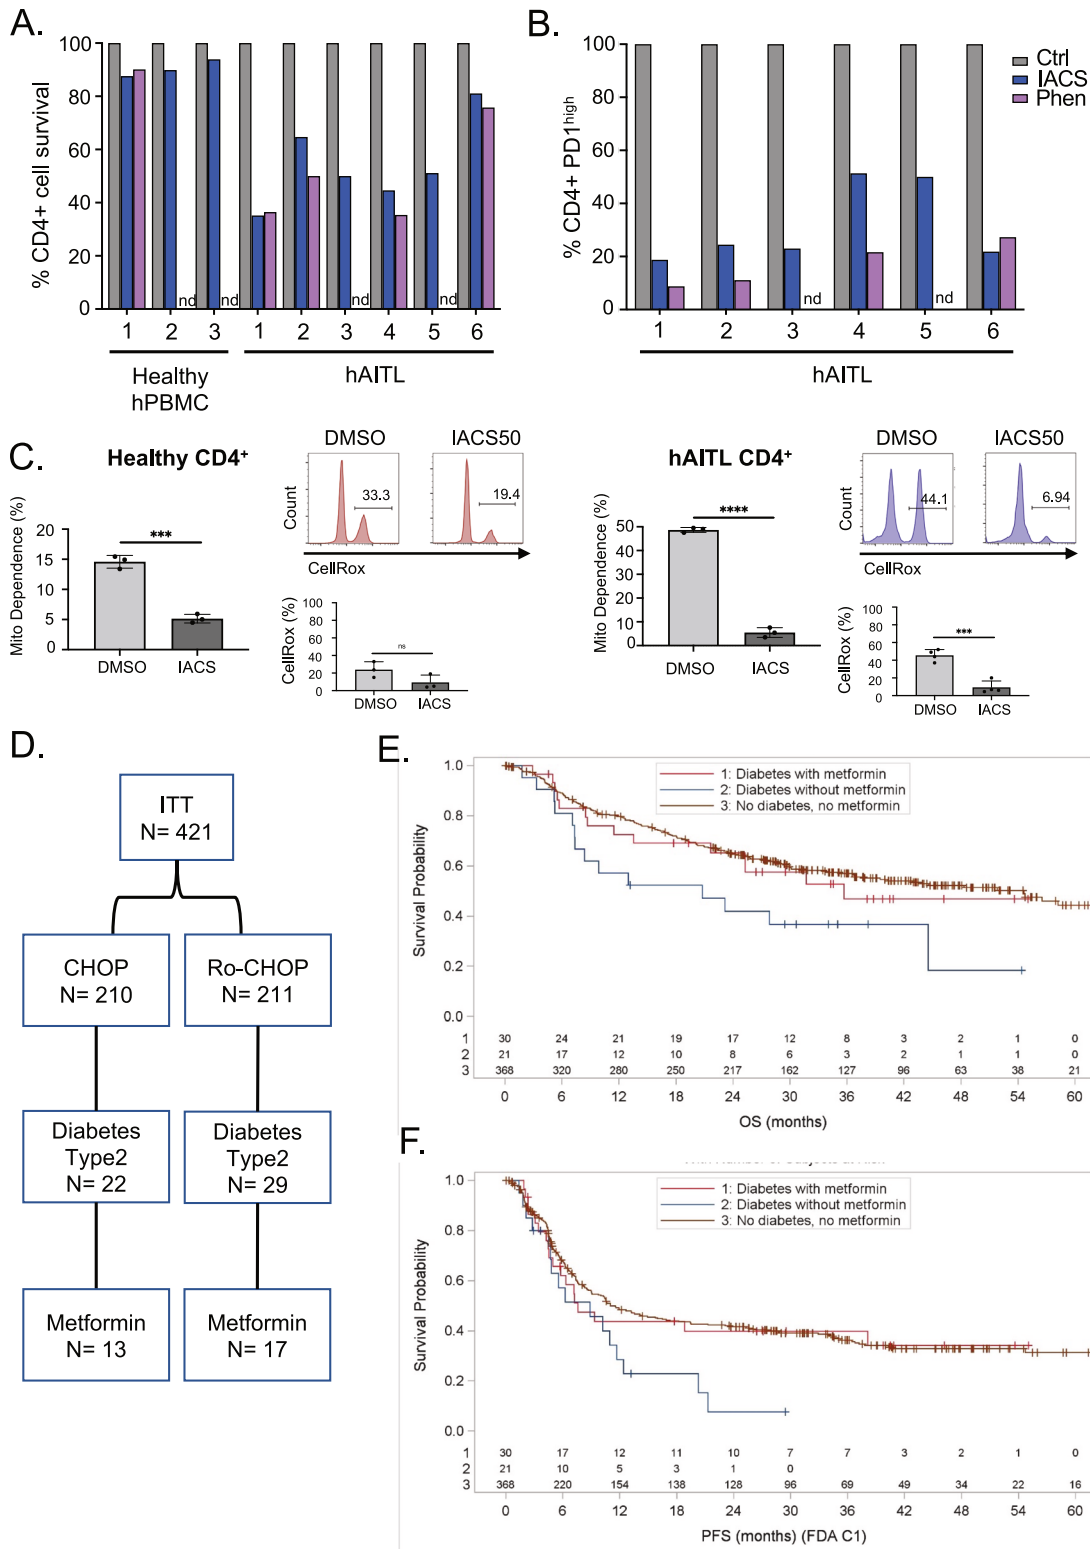 A.
% CD4+ cell survival
100
80
60
40
20
0
nd nd nd nd
1 2 3 1 2 3 4 5 6
Healthy
hPBMC
hAITL
B.
% CD4+ PD1high
100
80
60
40
20
0
nd nd
1 2 3 4 5 6
hAITL
Ctrl
IACS
Phen
C.
Healthy CD4+
Mito Dependence (%)
20
15
10
5
0
***
DMSO IACS
DMSO IACS50
Count
33.3 19.4
CellRox
CellRox (%)
100
80
60
40
20
0
ns
DMSO IACS
hAITL CD4+
Mito Dependence (%)
50
40
30
20
10
0
****
DMSO IACS
DMSO IACS50
Count
44.1 6.94
CellRox
CellRox (%)
100
80
60
40
20
0
***
DMSO IACS
D.
ITT
N= 421
CHOP
N= 210
Ro-CHOP
N= 211
Diabetes
Type2
N= 22
Diabetes
Type2
N= 29
Metformin
N= 13
Metformin
N= 17
E.
Survival Probability
1.0
0.8
0.6
0.4
0.2
0.0
1: Diabetes with metformin
2: Diabetes without metformin
3: No diabetes, no metformin
1 30 24 21 19 17 12 8 3 2 1 0
2 21 17 12 10 8 6 3 2 1 1 0
3 368 320 280 250 217 162 127 96 63 38 21
0 6 12 18 24 30 36 42 48 54 60
OS (months)
F.
Survival Probability
1.0
0.8
0.6
0.4
0.2
0.0
1: Diabetes with metformin
2: Diabetes without metformin
3: No diabetes, no metformin
1 30 17 12 11 10 7 7 3 2 1 0
2 21 10 5 3 1 0
3 368 220 154 138 128 96 69 49 34 22 16
0 6 12 18 24 30 36 42 48 54 60
PFS (months) (FDA C1)